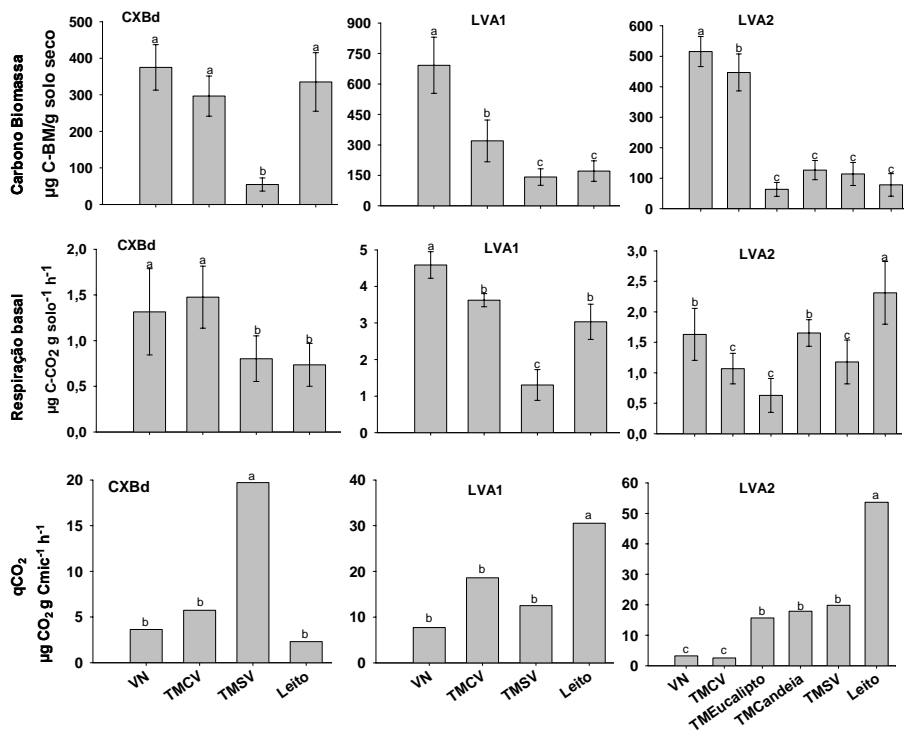 CXBd
LVA1
LVA2
Carbono Biomassa
µg C-BM/g solo seco
500
400
300
200
100
0
a
a
b
a
900
750
600
450
300
150
0
a
b
c
c
600
500
400
300
200
100
0
a
b
c
c
c
c
CXBd
LVA1
LVA2
Respiração basal
µg C-CO2 g solo-1 h-1
2,0
1,5
1,0
0,5
0,0
a
a
b
b
5
4
3
2
1
0
a
b
c
b
3,0
2,5
2,0
1,5
1,0
0,5
0,0
b
c
c
b
c
a
CXBd
LVA1
LVA2
qCO2
µg CO2 g Cmic-1 h-1
20
15
10
5
0
b
b
a
b
VN
TMCV
TMSV
Leito
40
30
20
10
0
b
b
b
a
VN
TMCV
TMSV
Leito
60
50
40
30
20
10
0
c
c
b
b
b
a
VN
TMCV
TMEucalipto
TMCandeia
TMSV
Leito